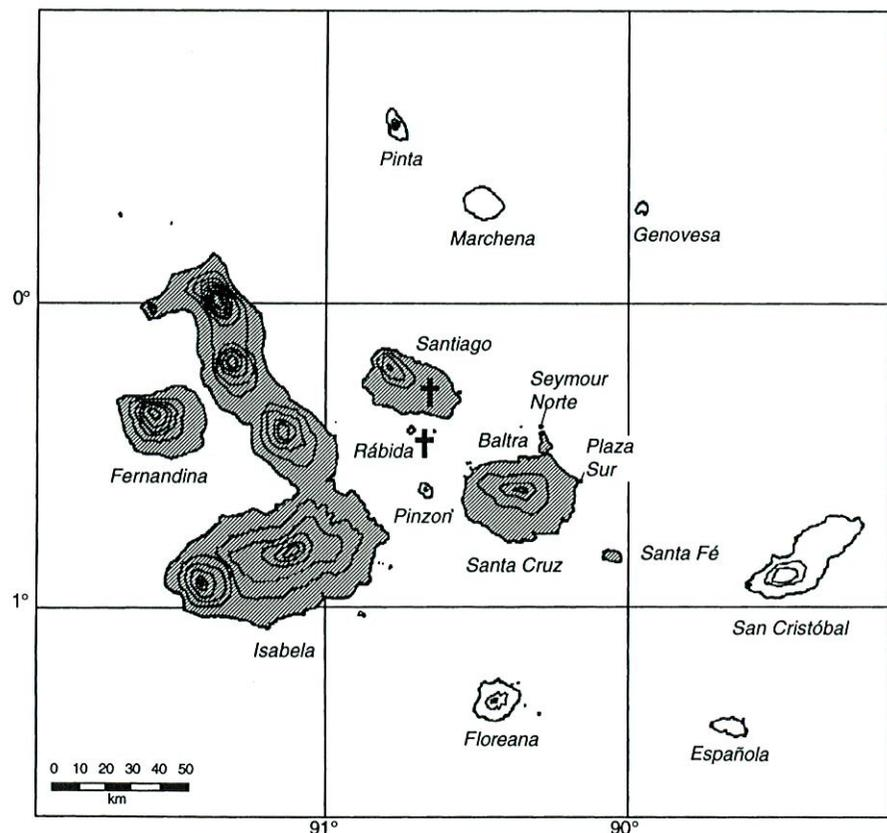 Pinta
Marchena
Genovesa
0°
Santiago
Seymour
Norte
Rábida
Baltra
Plaza
Sur
Fernandina
Pinzon
Santa Cruz
Santa Fé
1°
Isabela
San Cristóbal
Floreana
Española
0 10 20 30 40 50
km
91°
90°